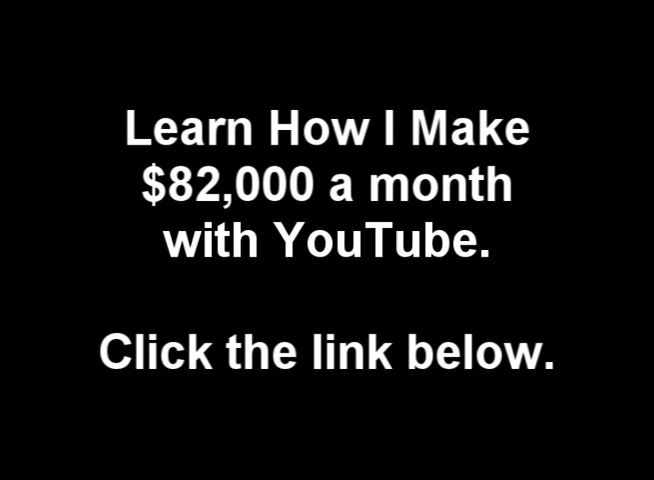 Learn How I Make
$82,000 a month
with YouTube.
Click the link below.